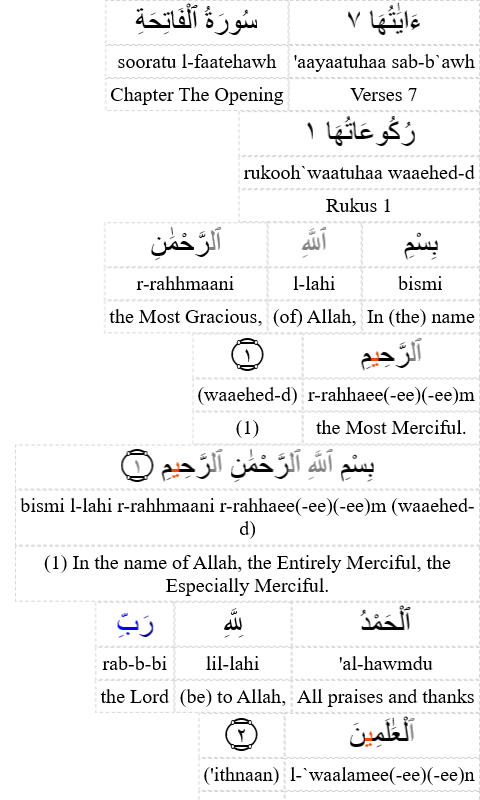 سُورَةُ ٱلْفَاتِحَةِ ءَايَٰتُهَا ٧
sooratu l-faatehawh 'aayaatuhaa sab-b`awh
Chapter The Opening Verses 7
رُكُوعَاتُهَا ١
rukooh`waatuhaa waaehed-d
Rukus 1
بِسْمِ ٱللَّهِ ٱلرَّحْمَٰنِ
bismi l-lahi r-rahhmaani
In (the) name (of) Allah, the Most Gracious,
ٱلرَّحِيمِ ١
r-rahhaee(-ee)(-ee)m (waaehed-d)
the Most Merciful. (1)
بِسْمِ ٱللَّهِ ٱلرَّحْمَٰنِ ٱلرَّحِيمِ ١
bismi l-lahi r-rahhmaani r-rahhaee(-ee)(-ee)m (waaehed-
d)
(1) In the name of Allah, the Entirely Merciful, the
Especially Merciful.
ٱلْحَمْدُ لِلَّهِ رَبِّ
'al-hawmdu lil-lahi rab-b-bi
All praises and thanks (be) to Allah, the Lord
ٱلْعَٰلَمِينَ ٢
l-`waalamee(-ee)(-ee)n ('ithnaan)